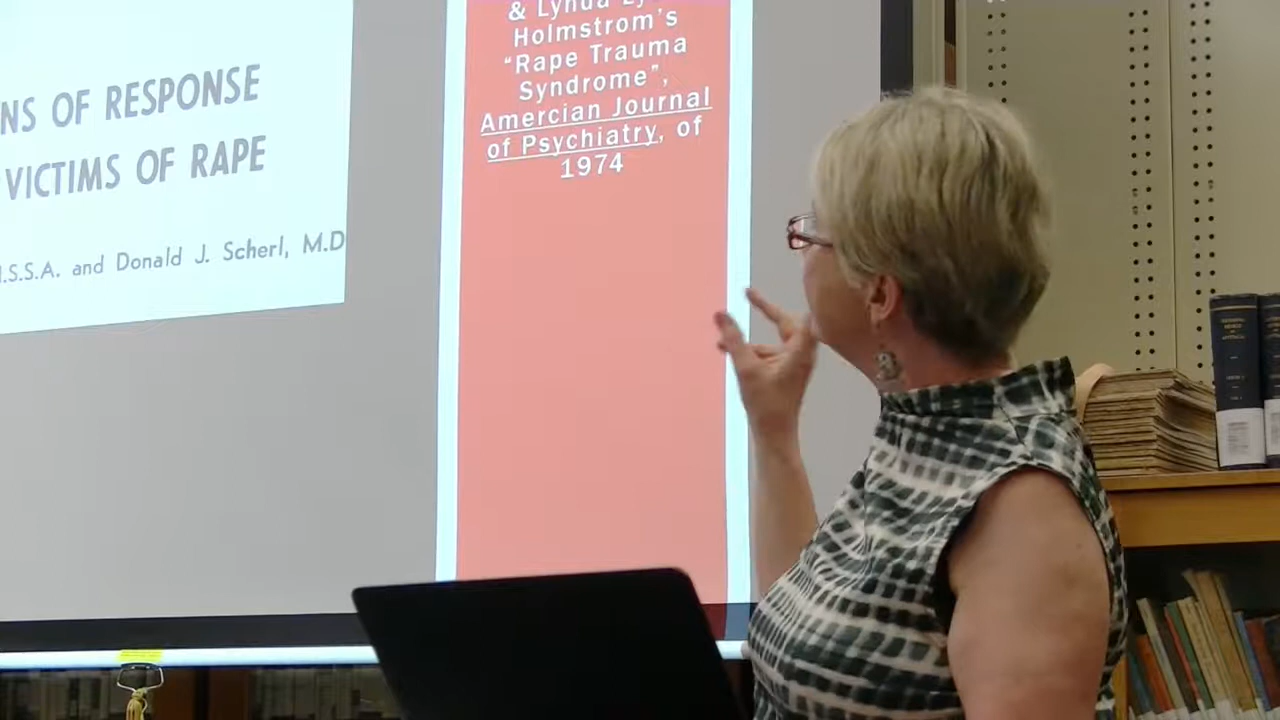 NS OF RESPONSE
VICTIMS OF RAPE
.S.S.A. and Donald J. Scherl, M.D
& Lynda
Holmstrom's
"Rape Trauma
Syndrome",
Amercian Journal
of Psychiatry, of
1974